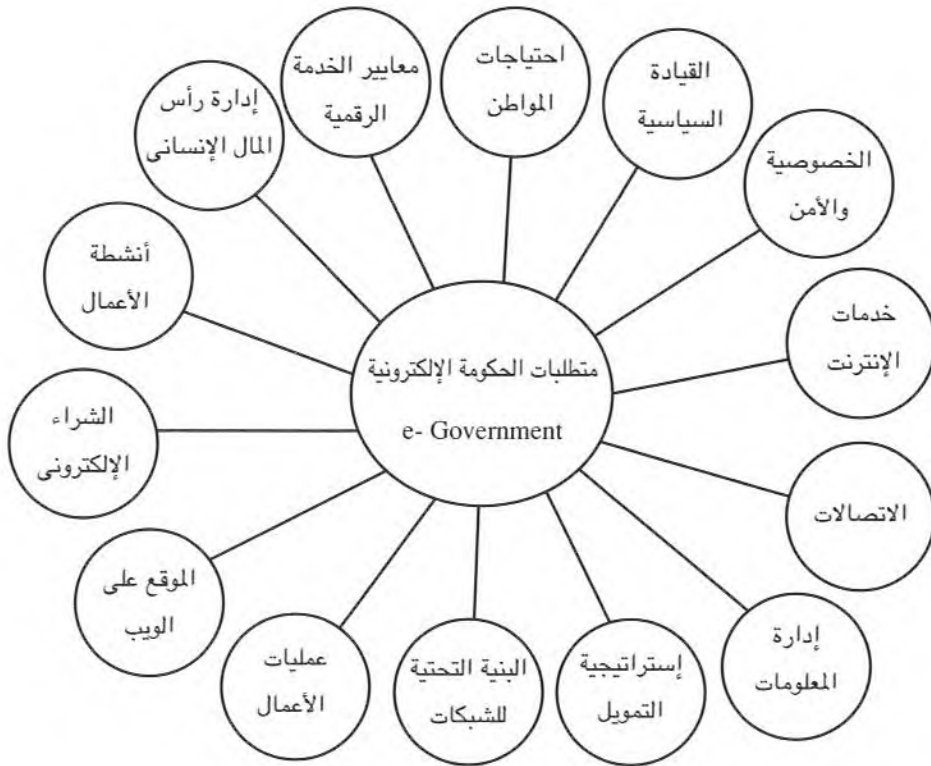 احتياجات
المواطن
القيادة
السياسية
الخصوصية
والأمن
خدمات
الإنترنت
الاتصالات
إدارة
المعلومات
إستراتيجية
التمويل
البنية التحتية
للشبكات
عمليات
الأعمال
الموقع على
الويب
الشراء
الإلكترونى
أنشطة
الأعمال
إدارة رأس
المال الإنسانى
معايير الخدمة
الرقمية
متطلبات الحكومة الإلكترونية
e- Government